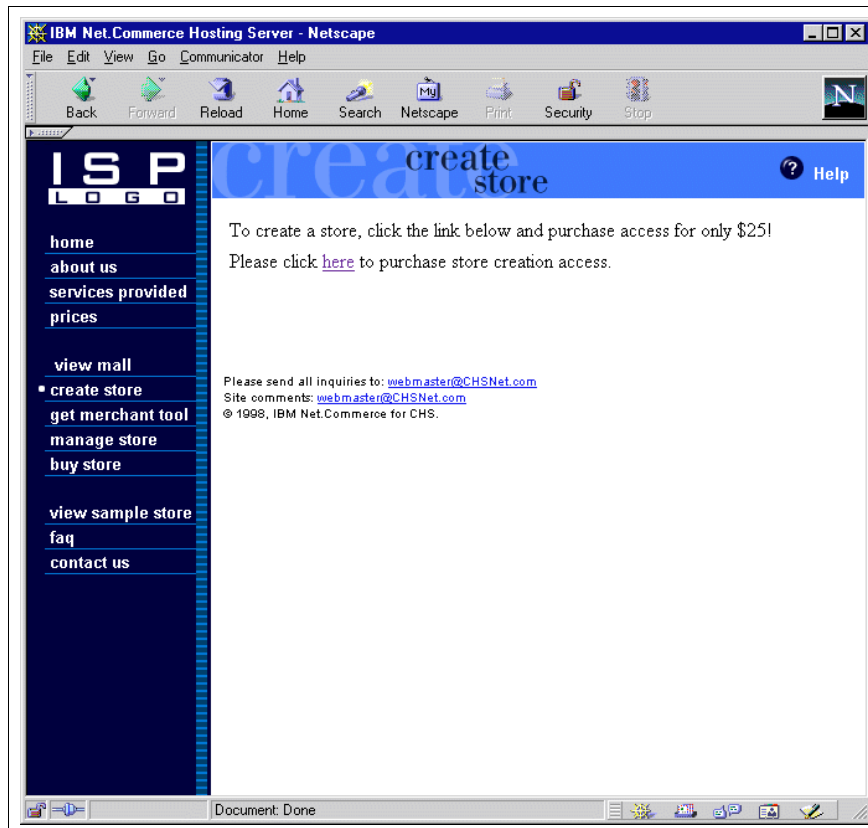 IBM Net.Commerce Hosting Server - Netscape
File Edit View Go Communicator Help
Back Forward Reload Home Search Netscape Print Security Stop
My
N
ISP
LOGO
home
about us
services provided
prices
view mall
create store
get merchant tool
manage store
buy store
view sample store
faq
contact us
create
create
store
? Help
To create a store, click the link below and purchase access for only $25!
Please click here to purchase store creation access.
Please send all inquiries to: webmaster@CHSNet.com
Site comments: webmaster@CHSNet.com
© 1998, IBM Net.Commerce for CHS.
Document: Done